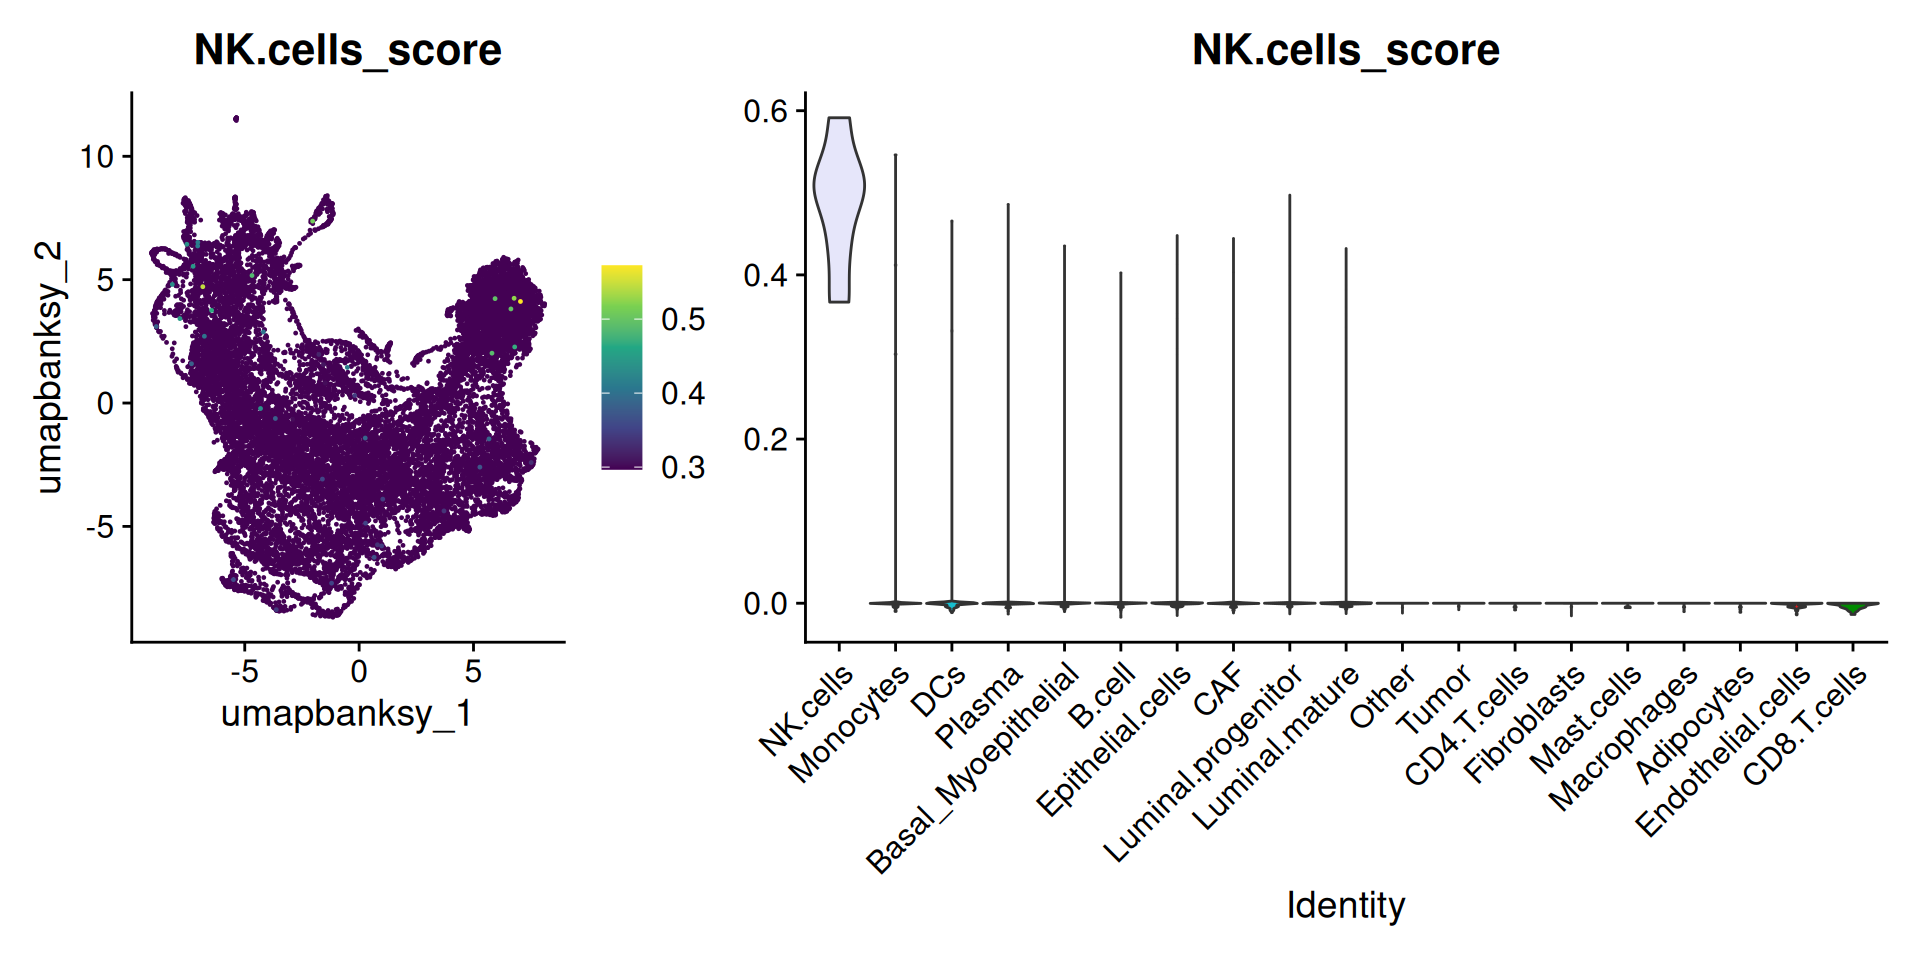 NK.cells_score
umapbanksy_2
10
5
0
-5
-5
0
5
umapbanksy_1
0.5
0.4
0.3
NK.cells_score
0.6
0.4
0.2
0.0
NK.cells
Monocytes
DCs
Plasma
Basal_Myoepithelial
B.cell
Epithelial.cells
CAF
Luminal.progenitor
Luminal.mature
Other
Tumor
CD4.T.cells
Fibroblasts
Mast.cells
Macrophages
Adipocytes
Endothelial.cells
CD8.T.cells
Identity